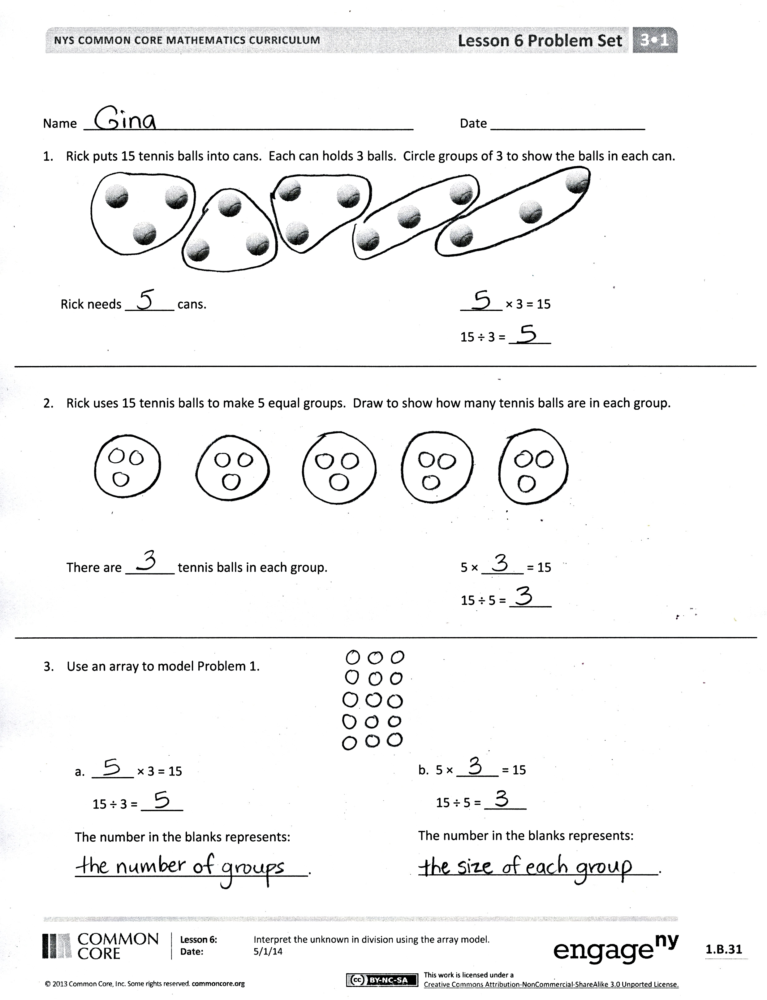 NYS COMMON CORE MATHEMATICS CURRICULUM Lesson 6 Problem Set 3•1
Name Gina Date
1. Rick puts 15 tennis balls into cans. Each can holds 3 balls. Circle groups of 3 to show the balls in each can.
Rick needs 5 cans. 5 × 3 = 15
15 ÷ 3 = 5
2. Rick uses 15 tennis balls to make 5 equal groups. Draw to show how many tennis balls are in each group.
There are 3 tennis balls in each group. 5 × 3 = 15
15 ÷ 5 = 3
3. Use an array to model Problem 1.
a. 5 × 3 = 15
15 ÷ 3 = 5
The number in the blanks represents:
the number of groups.
b. 5 × 3 = 15
15 ÷ 5 = 3
The number in the blanks represents:
the size of each group.
COMMON
CORE
Lesson 6: Interpret the unknown in division using the array model.
Date: 5/1/14
engage ny
1.B.31
© 2013 Common Core, Inc. Some rights reserved. commoncore.org
cc BY-NC-SA
This work is licensed under a
Creative Commons Attribution-NonCommercial-ShareAlike 3.0 Unported License.